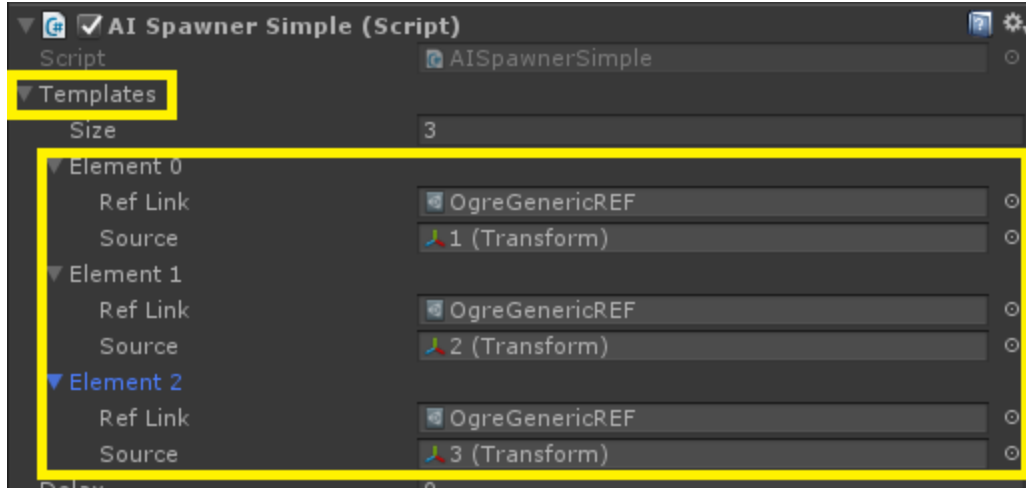 AI Spawner Simple (Script)
Script AISpawnerSimple
Templates
Size 3
Element 0
Ref Link OgreGenericREF
Source 1 (Transform)
Element 1
Ref Link OgreGenericREF
Source 2 (Transform)
Element 2
Ref Link OgreGenericREF
Source 3 (Transform)
Delay